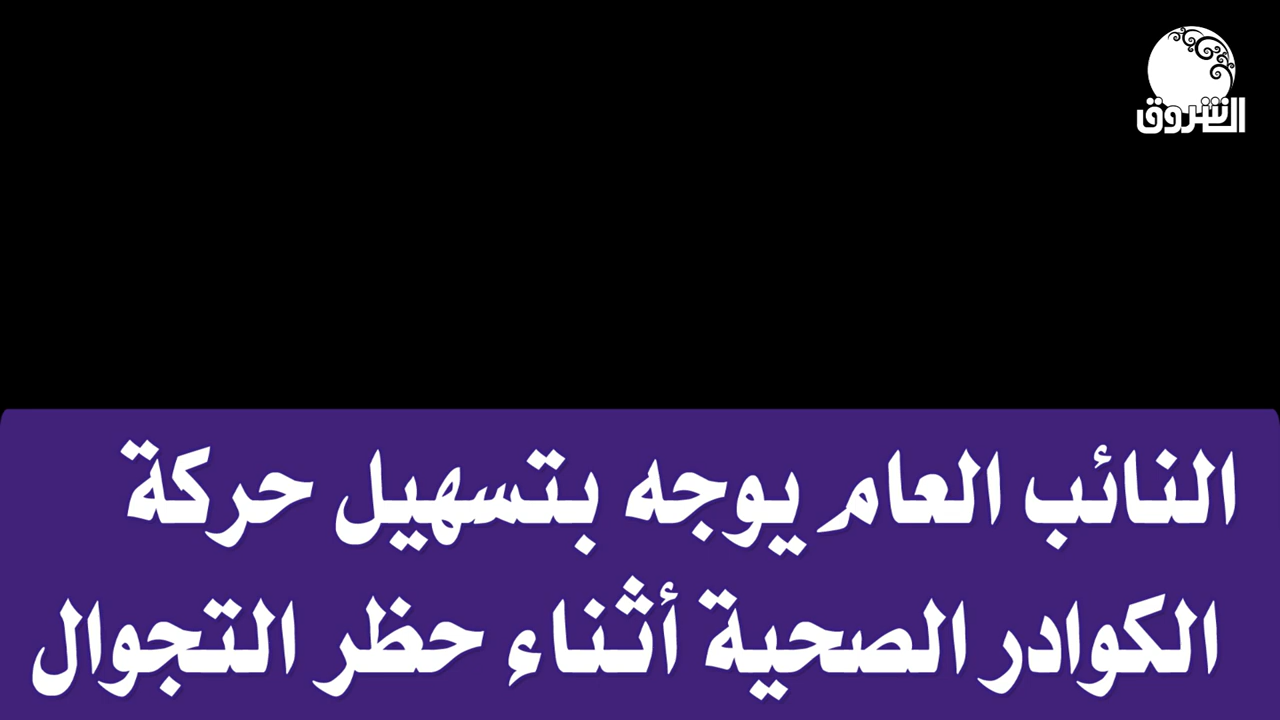 الشروق
النائب العام يوجه بتسهيل حركة
الكوادر الصحية أثناء حظر التجوال